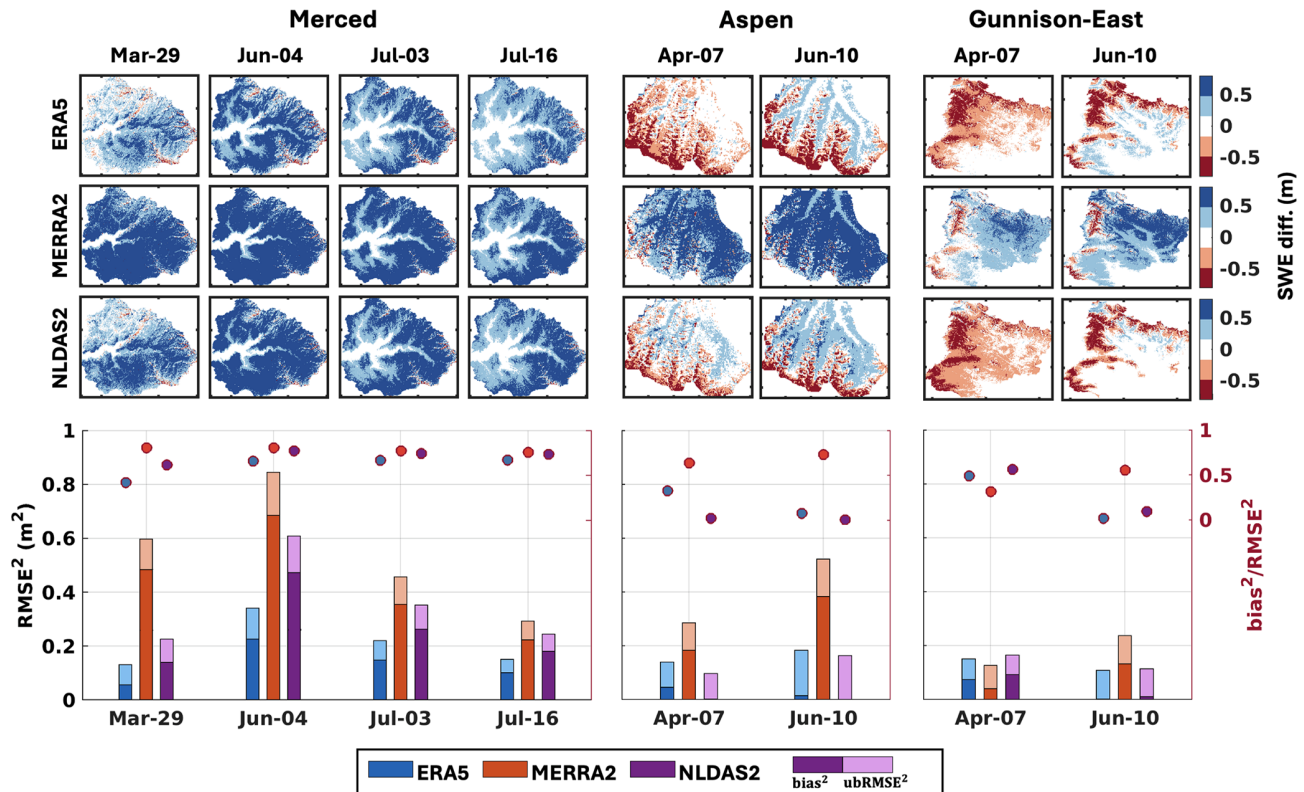 Merced Aspen Gunnison-East
Mar-29 Jun-04 Jul-03 Jul-16 Apr-07 Jun-10 Apr-07 Jun-10
ERA5
0.5
0
-0.5
MERRA2
0.5
0
-0.5
NLDAS2
0.5
0
-0.5
SWE diff. (m)
RMSE² (m²)
1
0.8
0.6
0.4
0.2
0
1
0.5
0
bias²/RMSE²
Mar-29 Jun-04 Jul-03 Jul-16 Apr-07 Jun-10 Apr-07 Jun-10
ERA5 MERRA2 NLDAS2
bias² ubRMSE²